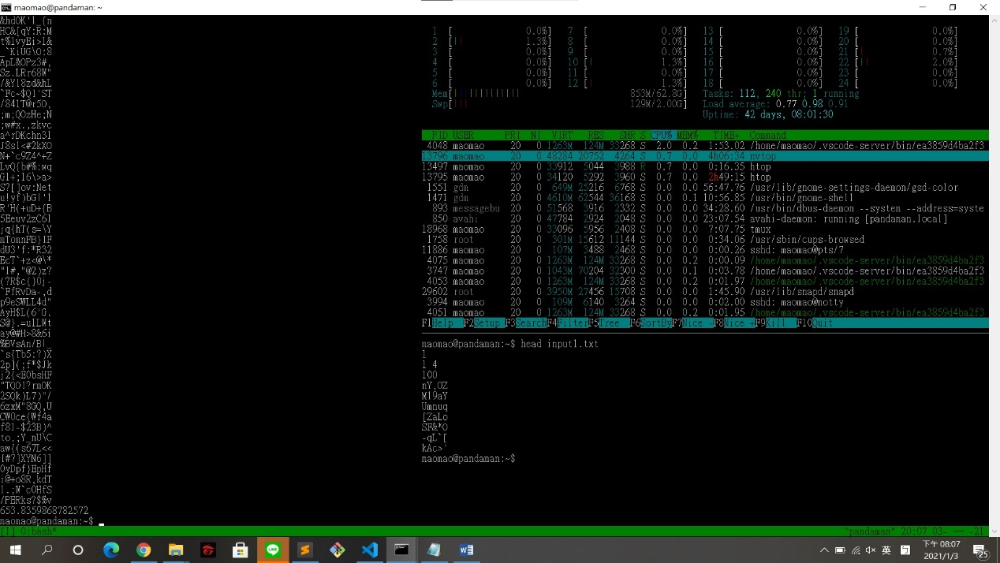 maomao@pandaman: ~
&hdOK'l_{n
HC&[qY:R:M
t%lvyEi>l&
_`KiUG\O:8
ApL&OPz3#,
Sz.LRr68W"
/&Yl8zd&hL
`Fc~$Ql'ST
/841T@r5O,
;m;QOzHe;N
;w#x.,zkvc
a^rDKchn3l
J8sl<#2kXO
N+`c9Z4^+Z
LvQ{b#%:wq
Gl+;l6\>a>
S?[]ov:Net
u!yf)bGl'l
R'H(+uD+{B
5Beuv2zC6l
jq{hTYs=\Y
mTomnFB}lF
dU3'f:*R32
EcT`+z<@\*
"l#,"@2)z?
(?R$c{}0j-
`FfRvDa-,d
p9eSWLL4d"
AyH$L(6'G.
S@}.=ulLWt
ay@#H>8&6i
%BVsAn/Bl_
`s{Tb5:?)X
2p](;f*$Jk
j2{<E0bsHF
"TQOl?rmOK
2SQk)L7)"/
6zxM"8GQ,U
CW0ce{Wf4a
f8l-$23B)^
to,;Y_nU\C
aw{(s67L<<
I#?]XYN6]]
0yDpf}EpHf
i@+o8R,kdT
l.;W`cOHfS
/PERks?$%v
653.8359868782572
maomao@pandaman:~$
1 [ 0.0%] 7 [ 0.0%] 13 [ 0.0%] 19 [ 0.0%]
2 [|| 1.3%] 8 [ 0.0%] 14 [ 0.0%] 20 [ 0.0%]
3 [ 0.0%] 9 [ 0.0%] 15 [ 0.0%] 21 [| 0.7%]
4 [ 0.0%] 10 [| 1.3%] 16 [ 0.0%] 22 [|| 2.0%]
5 [ 0.0%] 11 [ 0.0%] 17 [ 0.0%] 23 [ 0.0%]
6 [ 0.0%] 12 [| 1.3%] 18 [ 0.0%] 24 [ 0.0%]
Mem[|||||||||||| 853M/62.8G] Tasks: 112, 240 thr; 1 running
Swp[||| 129M/2.00G] Load average: 0.77 0.98 0.91
Uptime: 42 days, 08:01:30
PID USER PRI NI VIRT RES SHR S CPU% MEM% TIME+ Command
4048 maomao 20 0 1263M 124M 33268 S 2.0 0.2 1:53.02 /home/maomao/.vscode-server/bin/ea3859d4ba2f3
13796 maomao 20 0 48284 20752 4264 S 0.7 0.0 4h06:34 nvtop
13497 maomao 20 0 33912 5044 3988 R 0.7 0.0 0:16.35 htop
13795 maomao 20 0 34120 5292 3960 S 0.7 0.0 2h49:15 htop
1551 gdm 20 0 649M 25216 6768 S 0.0 0.0 56:47.76 /usr/lib/gnome-settings-daemon/gsd-color
1471 gdm 20 0 4610M 62544 36168 S 0.0 0.1 10:56.85 /usr/bin/gnome-shell
893 messagebu 20 0 51568 3916 2332 S 0.0 0.0 34:28.60 /usr/bin/dbus-daemon --system --address=syste
850 avahi 20 0 47784 2924 2048 S 0.0 0.0 23:07.54 avahi-daemon: running [pandaman.local]
18968 maomao 20 0 33096 5956 2408 S 0.0 0.0 7:07.75 tmux
1758 root 20 0 301M 15612 11144 S 0.0 0.0 0:34.06 /usr/sbin/cups-browsed
11886 maomao 20 0 107M 3488 2468 S 0.0 0.0 0:00.26 sshd: maomao@pts/7
4075 maomao 20 0 1263M 124M 33268 S 0.0 0.2 0:00.09 /home/maomao/.vscode-server/bin/ea3859d4ba2f3
3747 maomao 20 0 1043M 70204 32300 S 0.0 0.1 0:03.78 /home/maomao/.vscode-server/bin/ea3859d4ba2f3
4053 maomao 20 0 1263M 124M 33268 S 0.0 0.2 0:01.97 /home/maomao/.vscode-server/bin/ea3859d4ba2f3
29602 root 20 0 3950M 27456 15708 S 0.0 0.0 1:45.90 /usr/lib/snapd/snapd
3994 maomao 20 0 109M 6140 3264 S 0.0 0.0 0:02.00 sshd: maomao@notty
4051 maomao 20 0 1263M 124M 33268 S 0.0 0.2 0:01.95 /home/maomao/.vscode-server/bin/ea3859d4ba2f3
F1Help F2Setup F3SearchF4FilterF5Tree F6SortByF7Nice -F8Nice +F9Kill F10Quit
maomao@pandaman:~$ head input1.txt
1
1 4
100
nY,OZ
Ml9aY
Umnuq
[ZaLo
SF&*O
-qL`[
kAc>'
maomao@pandaman:~$
[1] 0:bash* "pandaman" 20:07 03- 一 -21
英
下午 08:07
2021/1/3
25